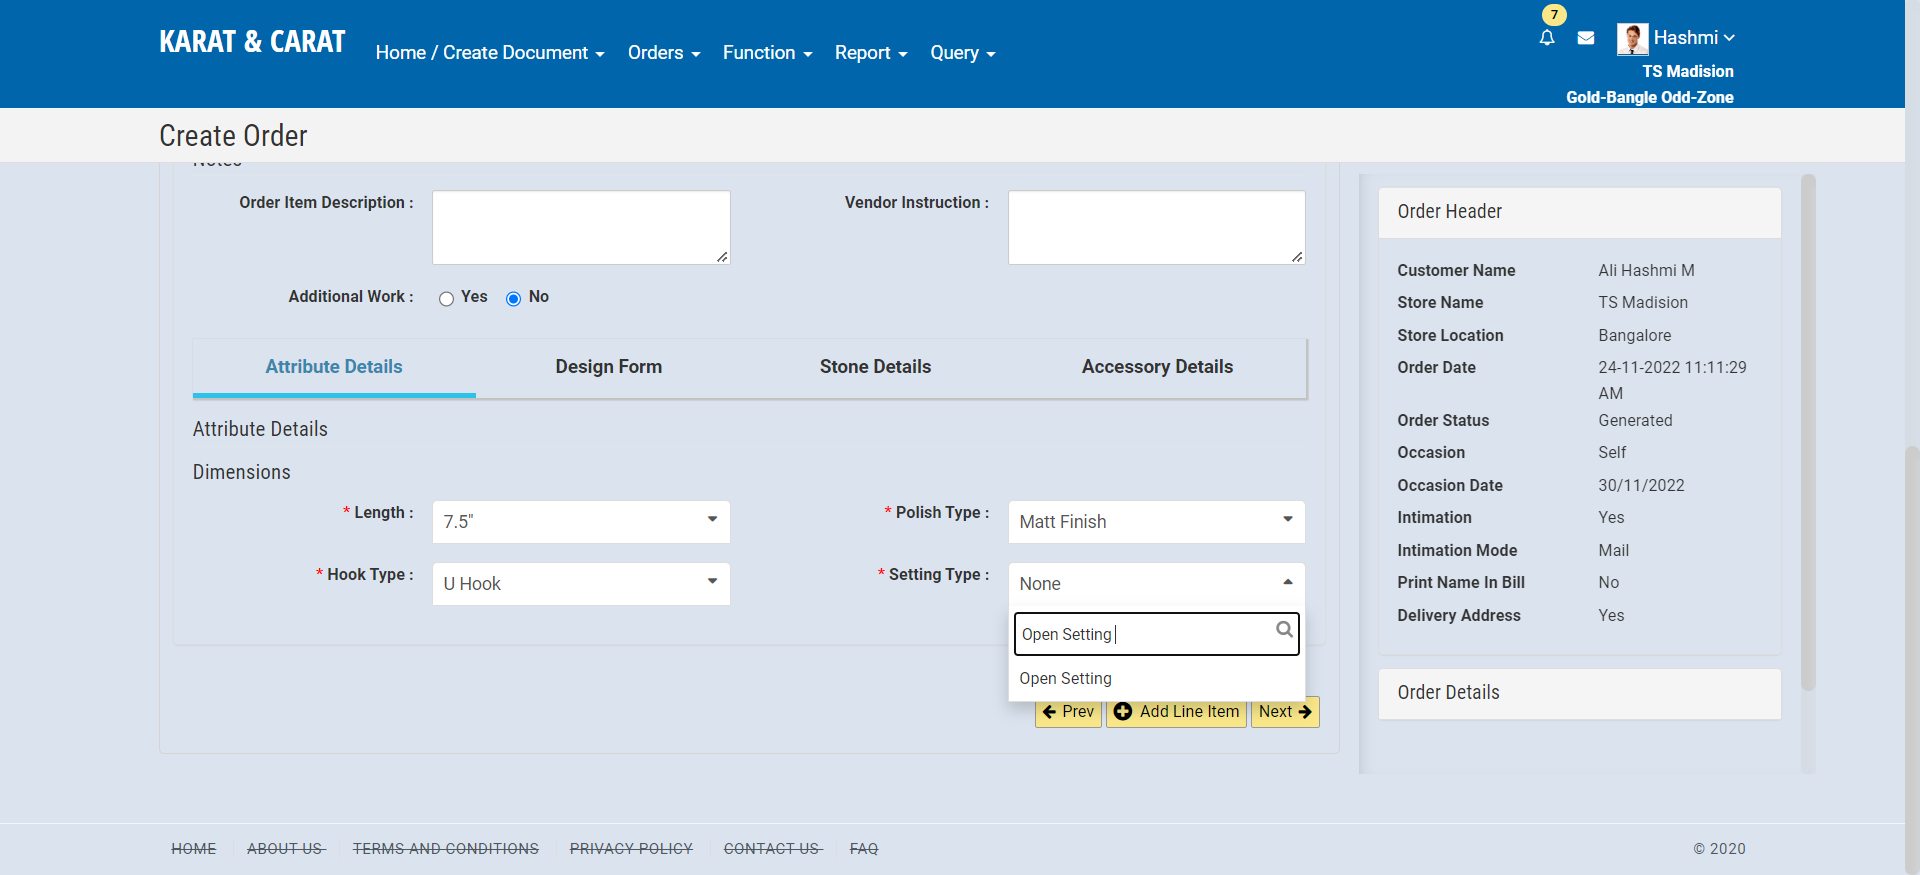 KARAT & CARAT
Home / Create Document
Orders
Function
Report
Query
7
Hashmi
TS Madision
Gold-Bangle Odd-Zone
Create Order
Notes
Order Item Description :
Vendor Instruction :
Additional Work :
Yes
No
Attribute Details
Design Form
Stone Details
Accessory Details
Attribute Details
Dimensions
* Length :
7.5"
* Polish Type :
Matt Finish
* Hook Type :
U Hook
* Setting Type :
None
Open Setting
Open Setting
Prev
Add Line Item
Next
Order Header
Customer Name Ali Hashmi M
Store Name TS Madision
Store Location Bangalore
Order Date 24-11-2022 11:11:29
AM
Order Status Generated
Occasion Self
Occasion Date 30/11/2022
Intimation Yes
Intimation Mode Mail
Print Name In Bill No
Delivery Address Yes
Order Details
HOME
ABOUT US
TERMS AND CONDITIONS
PRIVACY POLICY
CONTACT US
FAQ
© 2020